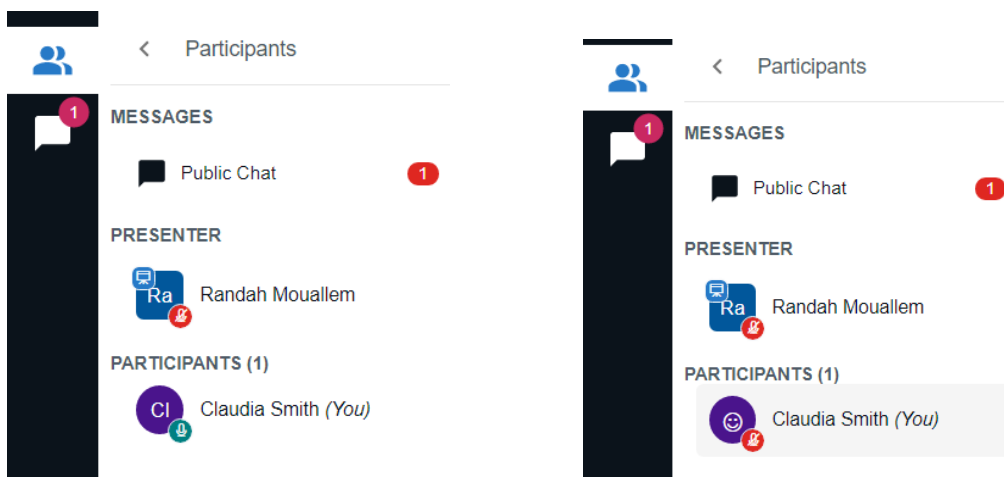 Participants
1
MESSAGES
Public Chat 1
PRESENTER
Ra Randah Mouallem
PARTICIPANTS (1)
Cl Claudia Smith (You)
Participants
1
MESSAGES
Public Chat 1
PRESENTER
Ra Randah Mouallem
PARTICIPANTS (1)
Claudia Smith (You)